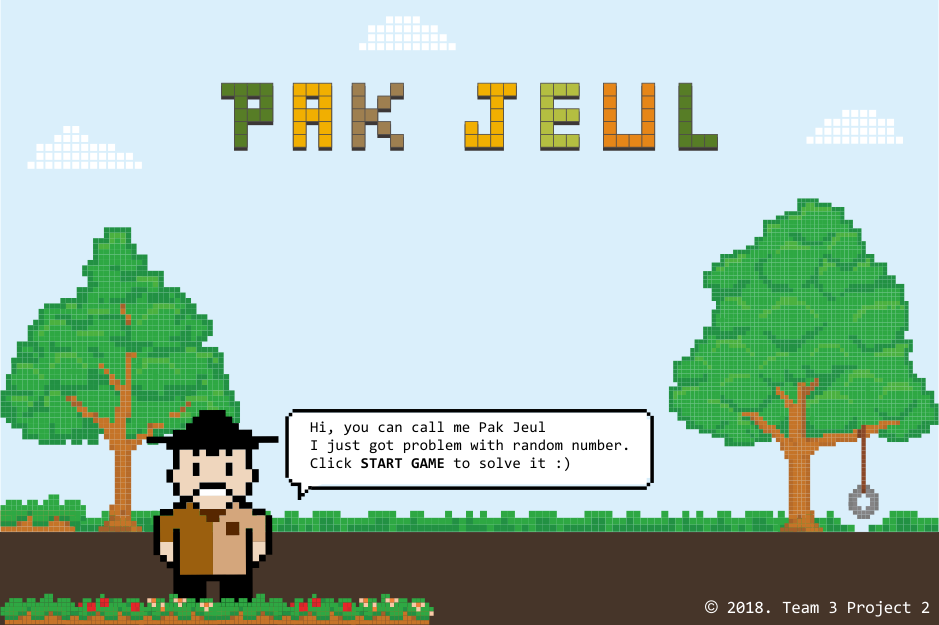 PAK JEUL
Hi, you can call me Pak Jeul
I just got problem with random number.
Click START GAME to solve it :)
© 2018. Team 3 Project 2